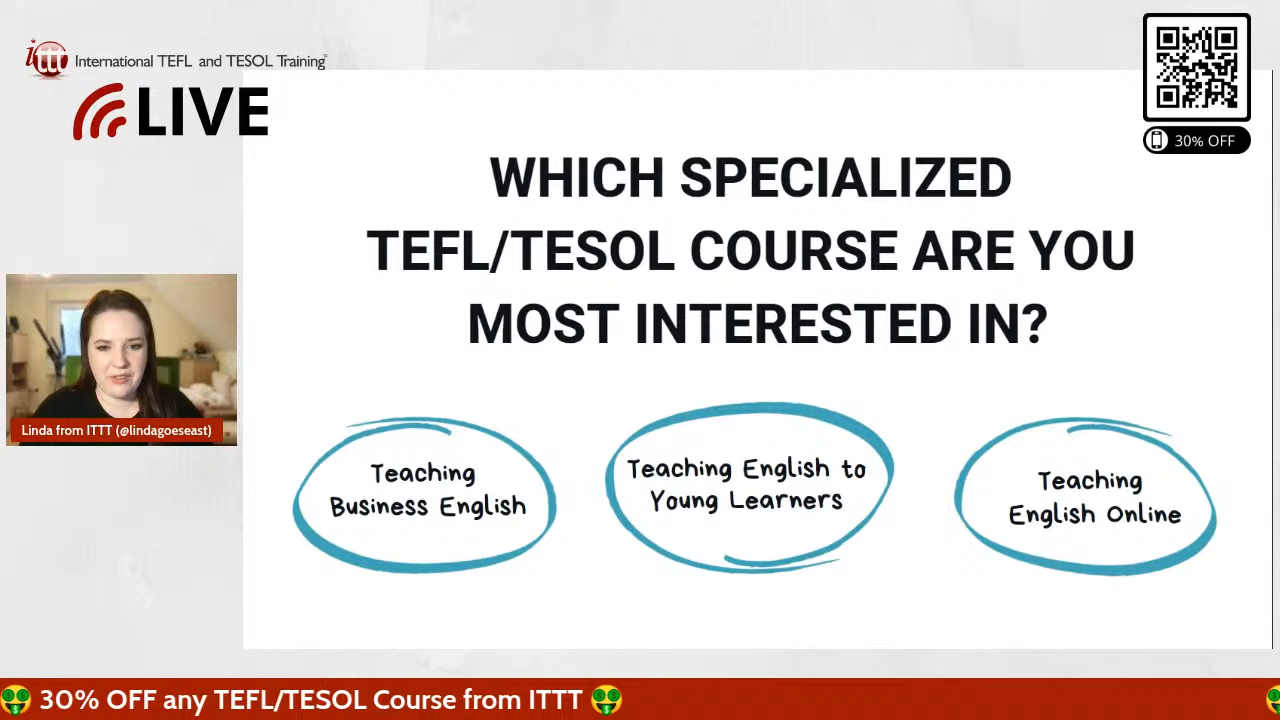 ittt International TEFL and TESOL Training
LIVE
30% OFF
WHICH SPECIALIZED
TEFL/TESOL COURSE ARE YOU
MOST INTERESTED IN?
Linda from ITTT (@lindagoeseast)
Teaching
Business English
Teaching English to
Young Learners
Teaching
English Online
30% OFF any TEFL/TESOL Course from ITTT